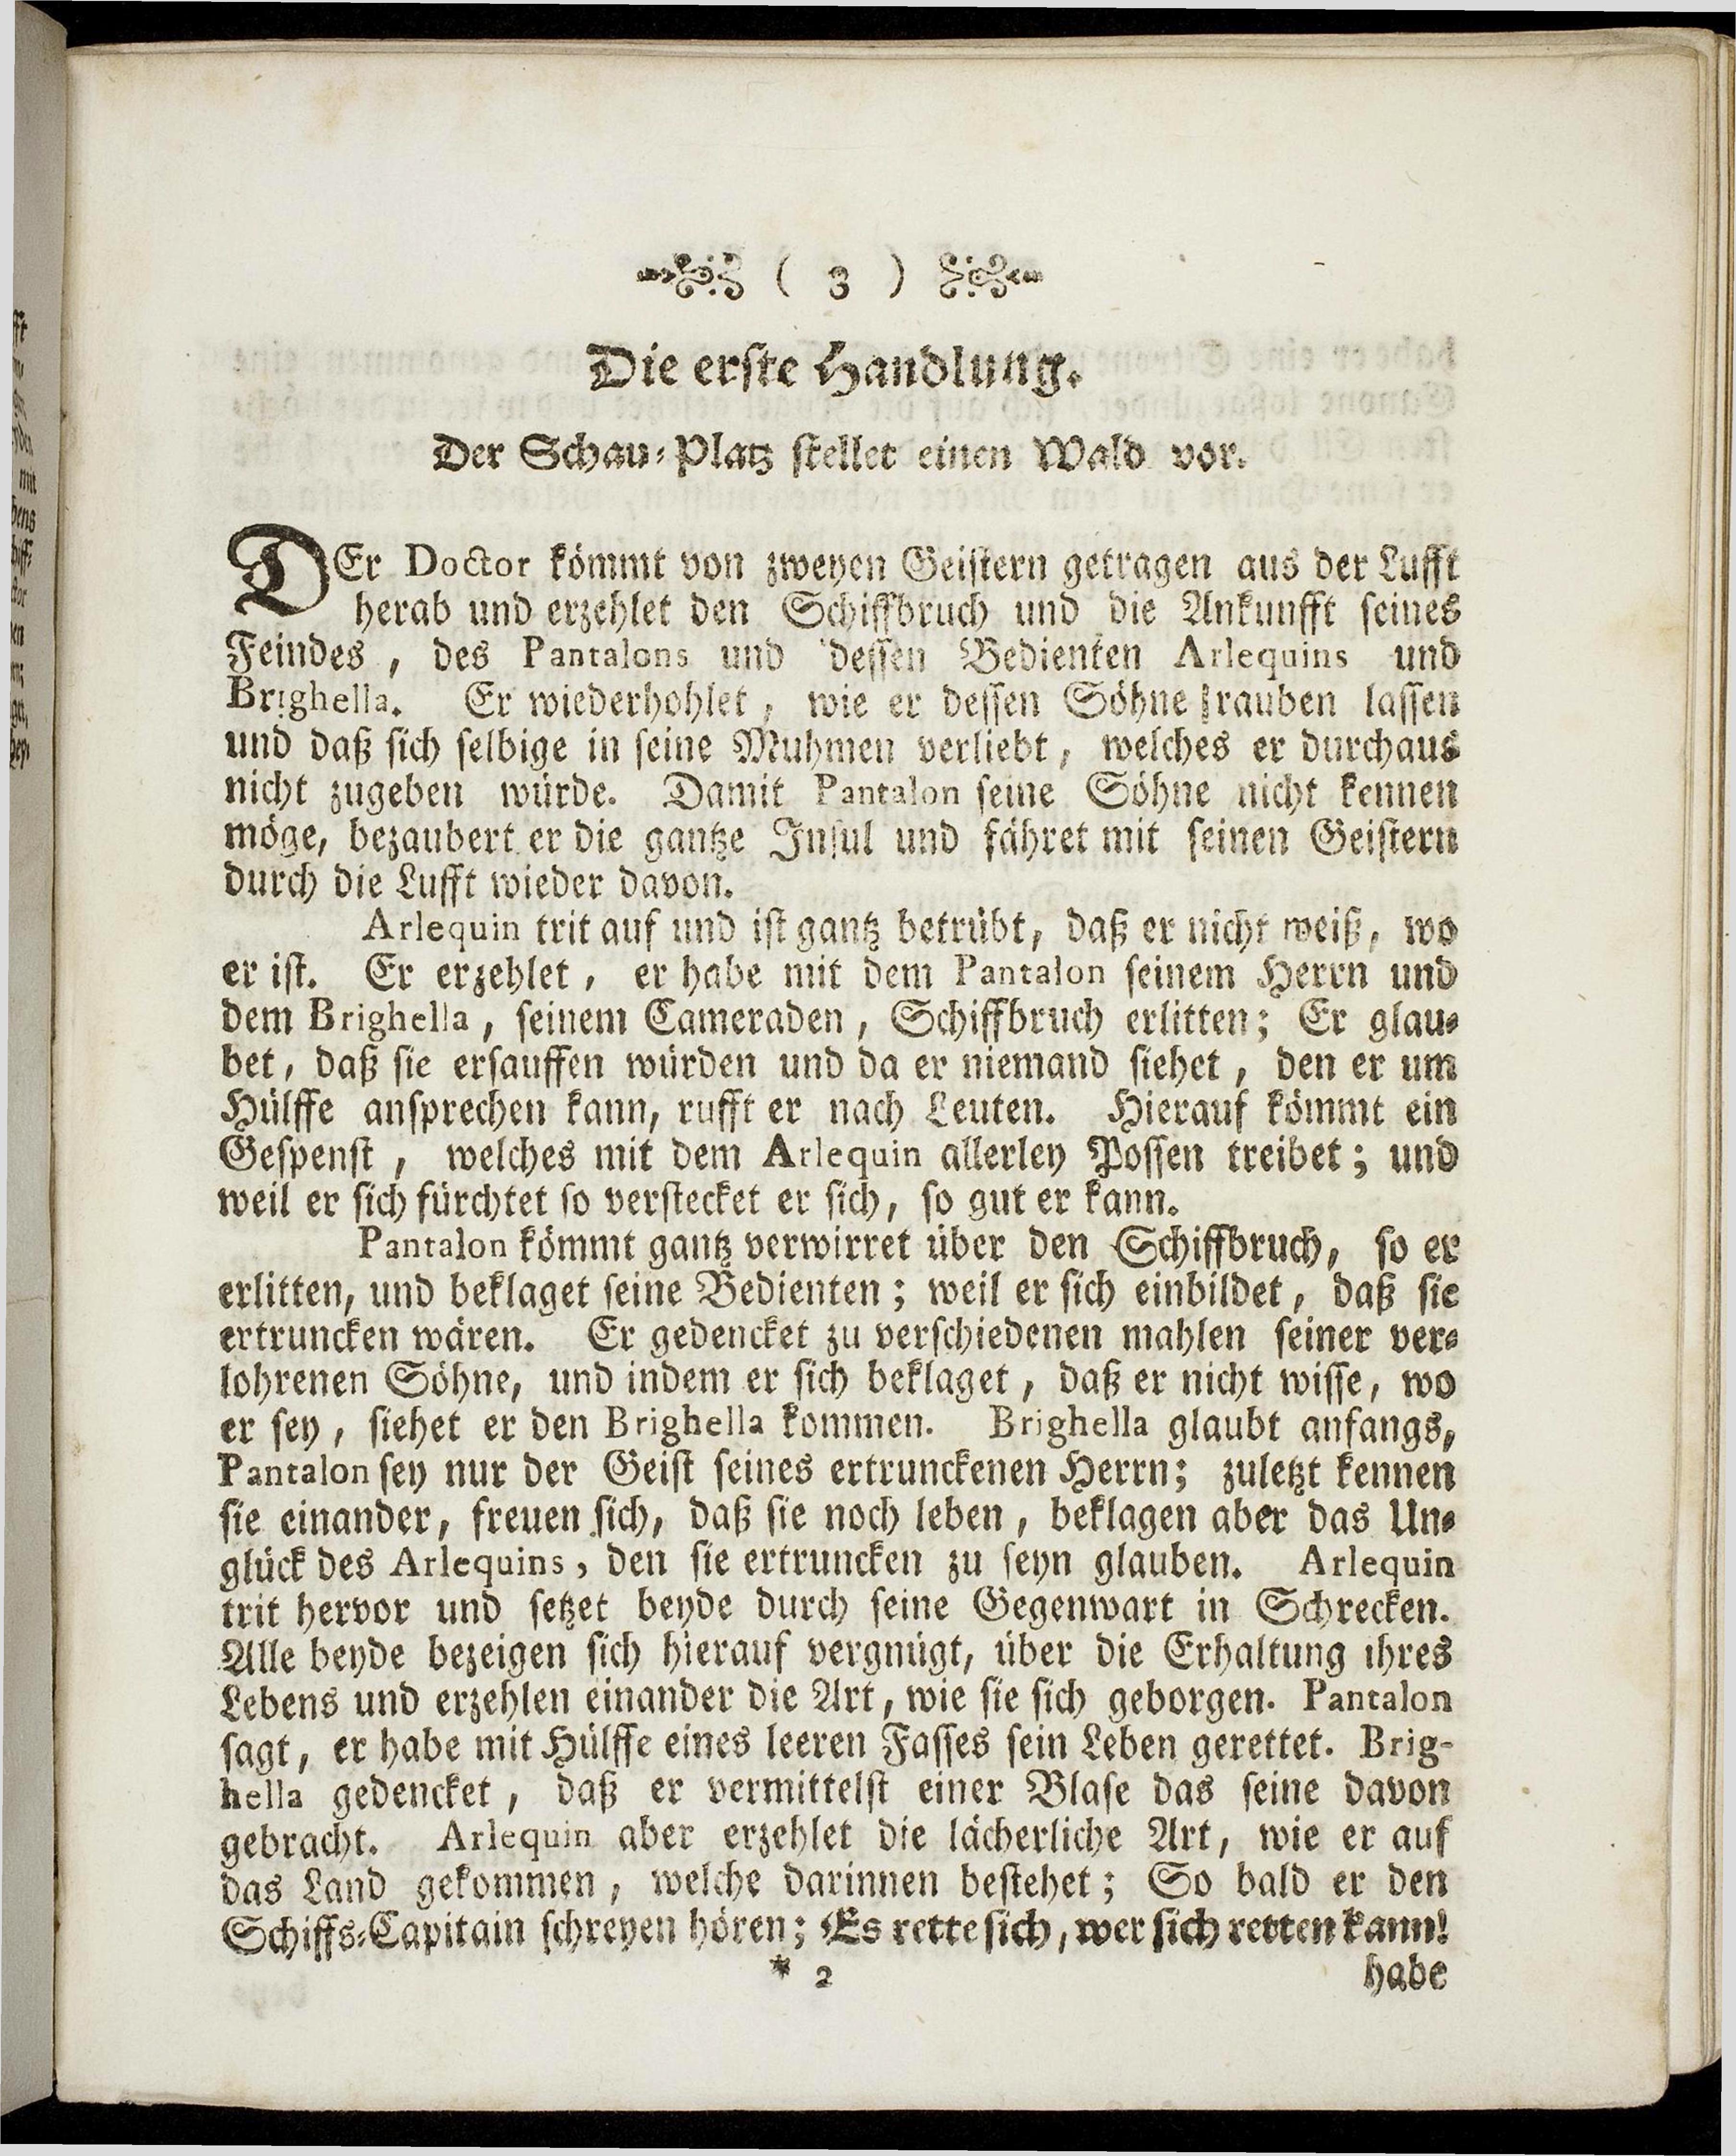 ( 3 )
Die erste Handlung.
Der Schau-Platz stellet einen Wald vor.
DEr Doctor kömmt von zweyen Geistern getragen aus der Lufft
herab und erzehlet den Schiffbruch und die Ankunfft seines
Feindes , des Pantalons und dessen Bedienten Arlequins und
Brighella. Er wiederhohlet , wie er dessen Söhne rauben lassen
und daß sich selbige in seine Muhmen verliebt , welches er durchaus
nicht zugeben würde. Damit Pantalon seine Söhne nicht kennen
möge, bezaubert er die gantze Insul und fähret mit seinen Geistern
durch die Lufft wieder davon.
Arlequin trit auf und ist gantz betrübt, daß er nicht weiß, wo
er ist. Er erzehlet , er habe mit dem Pantalon seinem Herrn und
dem Brighella , seinem Cameraden , Schiffbruch erlitten; Er glau-
bet , daß sie ersauffen würden und da er niemand siehet , den er um
Hülffe ansprechen kann, rufft er nach Leuten. Hierauf kömmt ein
Gespenst , welches mit dem Arlequin allerley Possen treibet ; und
weil er sich fürchtet so verstecket er sich, so gut er kann.
Pantalon kömmt gantz verwirret über den Schiffbruch, so er
erlitten, und beklaget seine Bedienten ; weil er sich einbildet , daß sie
ertruncken wären. Er gedencket zu verschiedenen mahlen seiner ver-
lohrenen Söhne, und indem er sich beklaget , daß er nicht wisse, wo
er sey , siehet er den Brighella kommen. Brighella glaubt anfangs,
Pantalon sey nur der Geist seines ertrunckenen Herrn; zuletzt kennen
sie einander, freuen sich, daß sie noch leben , beklagen aber das Un-
glück des Arlequins , den sie ertruncken zu seyn glauben. Arlequin
trit hervor und setzet beyde durch seine Gegenwart in Schrecken.
Alle beyde bezeigen sich hierauf vergnügt, über die Erhaltung ihres
Lebens und erzehlen einander die Art , wie sie sich geborgen. Pantalon
sagt , er habe mit Hülffe eines leeren Fasses sein Leben gerettet. Brig-
hella gedencket , daß er vermittelst einer Blase das seine davon
gebracht. Arlequin aber erzehlet die lächerliche Art, wie er auf
das Land gekommen , welche darinnen bestehet ; So bald er den
Schiffs-Capitain schreyen hören ; Es rette sich, wer sich retten kann!
* 2 habe